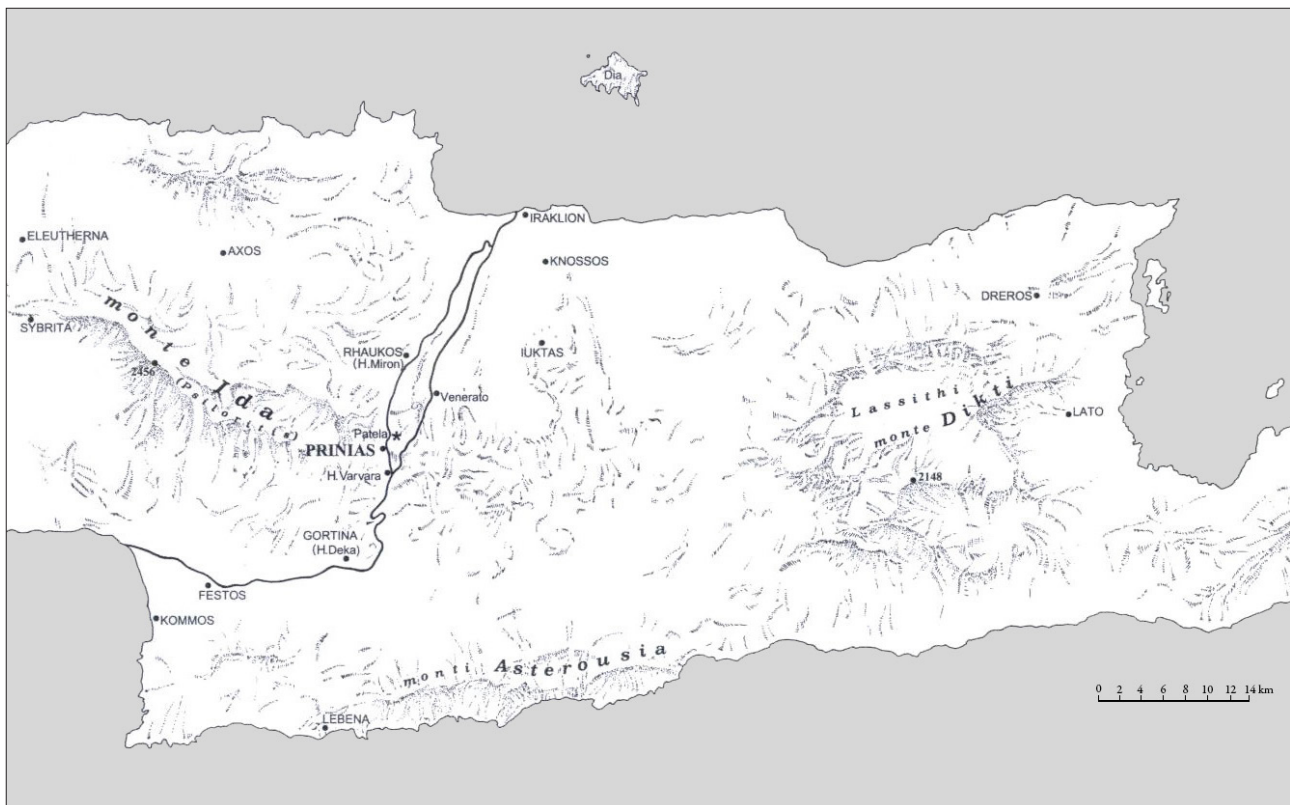 Dia
IRAKLION
ELEUTHERNA
AXOS
KNOSSOS
DREROS
SYBRITA
monte Ida
(Psiloritis)
2456
RHAUKOS
(H.Miron)
IUKTAS
Venerato
Lassithi
monte Dikti
LATO
Patela
PRINIAS
H.Varvara
2148
GORTINA
(H.Deka)
FESTOS
KOMMOS
monti Asterousia
LEBENA
0 2 4 6 8 10 12 14 km